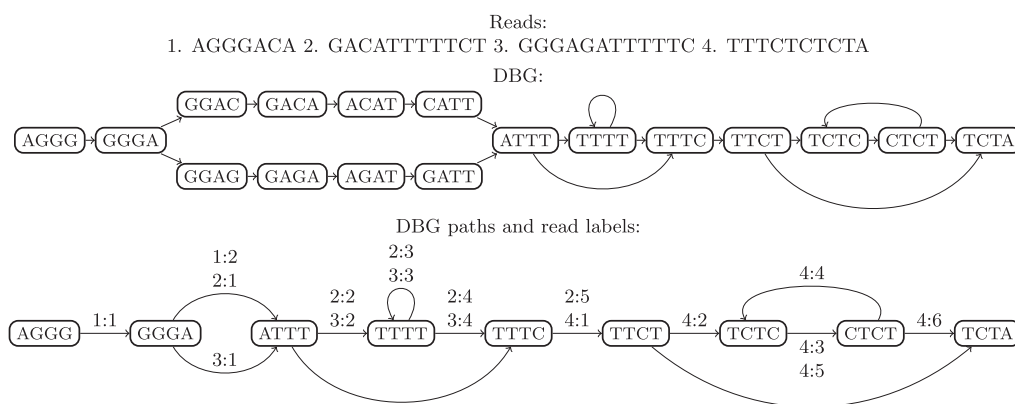 Reads:
1. AGGGACA 2. GACATTTTTCT 3. GGGAGATTTTTC 4. TTTCTCTCTA
DBG:
GGAC GACA ACAT CATT
AGGG GGGA ATTT TTTT TTTC TTCT TCTC CTCT TCTA
GGAG GAGA AGAT GATT
DBG paths and read labels:
1:2 2:3
2:1 3:3 4:4
1:1 2:2 2:4 2:5
3:2 3:4 4:1 4:2 4:6
AGGG GGGA ATTT TTTT TTTC TTCT TCTC CTCT TCTA
3:1 4:3
4:5